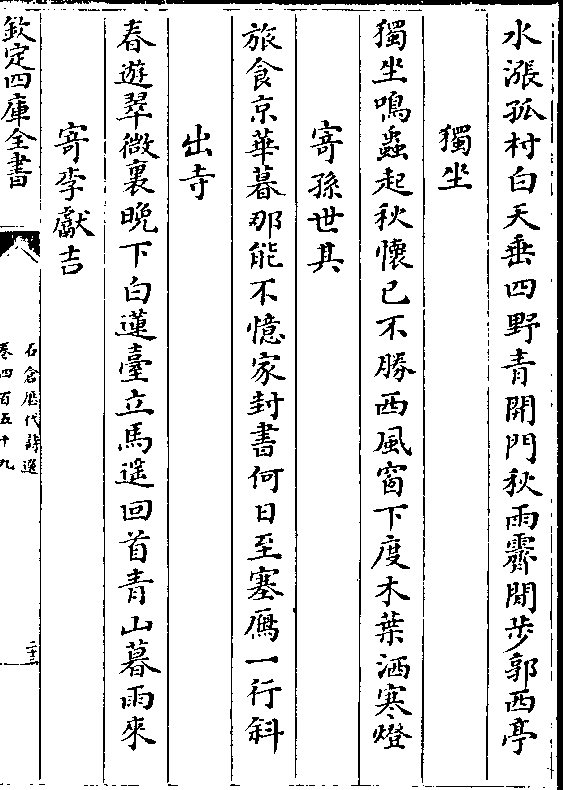 水漲孤村白天垂四野青開門秋雨霽閒步郭西亭
獨坐
獨坐鳴蟲起秋懷已不勝西風窗下度木葉洒寒燈
寄孫世其
旅食京華暮那能不憶家封書何日至塞鴈一行斜
出寺
春遊翠微裏晚下白蓮臺立馬遥回首青山暮雨來
寄李獻吉
欽定四庫全書
石倉歴代詩選
卷四百五十九
二十三